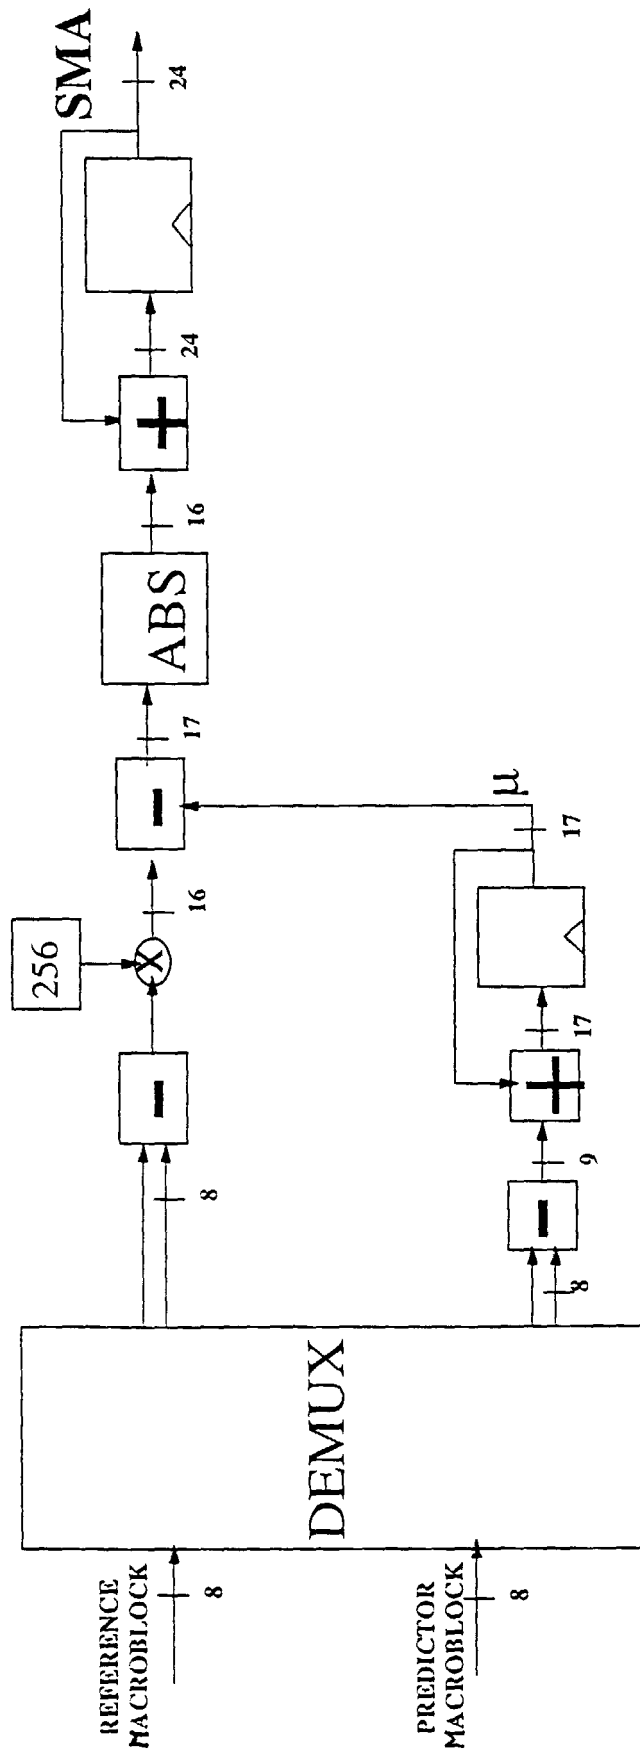 REFERENCE
MACROBLOCK
8
PREDICTOR
MACROBLOCK
8
DEMUX
8
-
256
X
16
-
17
ABS
16
+
24
SMA
24
8
-
9
+
17
17
μ